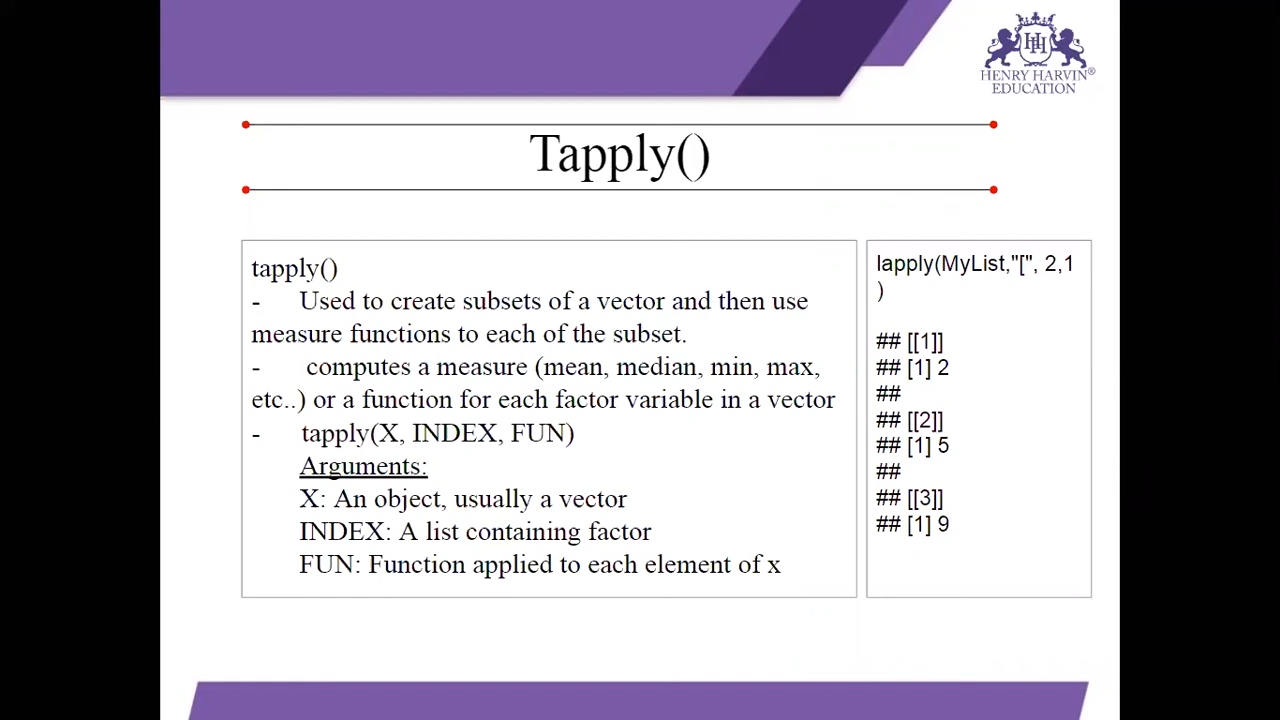 HENRY HARVIN®
EDUCATION
Tapply()
tapply()
- Used to create subsets of a vector and then use
measure functions to each of the subset.
- computes a measure (mean, median, min, max,
etc..) or a function for each factor variable in a vector
- tapply(X, INDEX, FUN)
Arguments:
X: An object, usually a vector
INDEX: A list containing factor
FUN: Function applied to each element of x
lapply(MyList,"[", 2,1
)
## [[1]]
## [1] 2
##
## [[2]]
## [1] 5
##
## [[3]]
## [1] 9